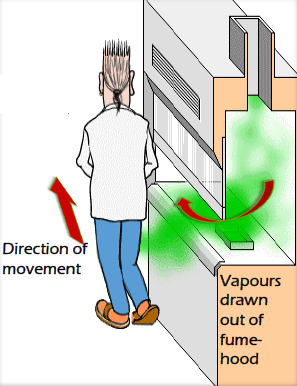 Direction of
movement
Vapours
drawn
out of
fume-
hood